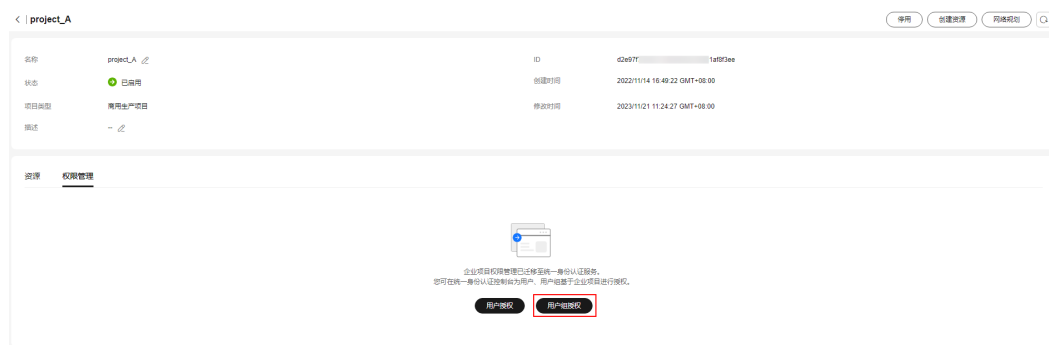 project_A 停用 创建资源 网络规划
名称 project_A ID d2e97f 1af8f3ee
状态 已启用 创建时间 2022/11/14 16:49:22 GMT+08:00
项目类型 商用生产项目 修改时间 2023/11/21 11:24:27 GMT+08:00
描述 --
资源 权限管理
企业项目权限管理已迁移至统一身份认证服务。
您可在统一身份认证控制台为用户、用户组基于企业项目进行授权。
用户授权 用户组授权